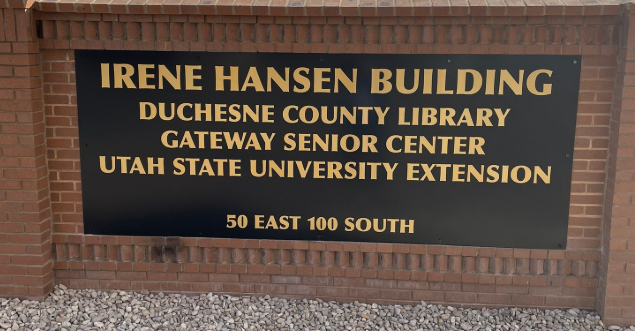 IRENE HANSEN BUILDING
DUCHESNE COUNTY LIBRARY
GATEWAY SENIOR CENTER
UTAH STATE UNIVERSITY EXTENSION
50 EAST 100 SOUTH